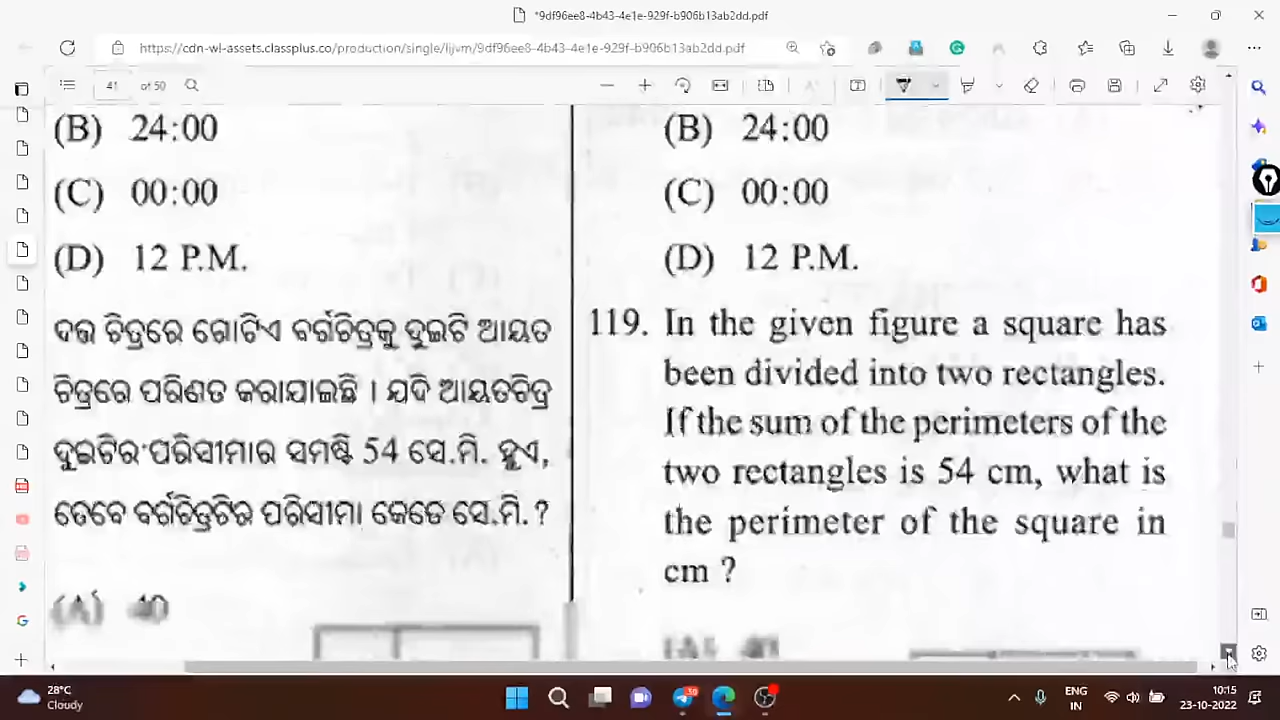 *9df96ee8-4b43-4e1e-929f-b906b13ab2dd.pdf
https://cdn-wl-assets.classplus.co/production/single/lijvm/9df96ee8-4b43-4e1e-929f-b906b13ab2dd.pdf
41 of 50
(B) 24:00
(C) 00:00
(D) 12 P.M.
ଦତ୍ତ ଚିତ୍ରରେ ଗୋଟିଏ ବର୍ଗଚିତ୍ରକୁ ଦୁଇଟି ଆୟତ
ଚିତ୍ରରେ ପରିଣତ କରାଯାଇଛି । ଯଦି ଆୟତଚିତ୍ର
ଦୁଇଟିର ପରିସୀମାର ସମଷ୍ଟି 54 ସେ.ମି. ହୁଏ,
ତେବେ ବର୍ଗଚିତ୍ରଟିର ପରିସୀମା କେତେ ସେ.ମି. ?
(A) 40
(B) 24:00
(C) 00:00
(D) 12 P.M.
119. In the given figure a square has
been divided into two rectangles.
If the sum of the perimeters of the
two rectangles is 54 cm, what is
the perimeter of the square in
cm ?
(A) 40
28°C
Cloudy
30
ENG
IN
10:15
23-10-2022